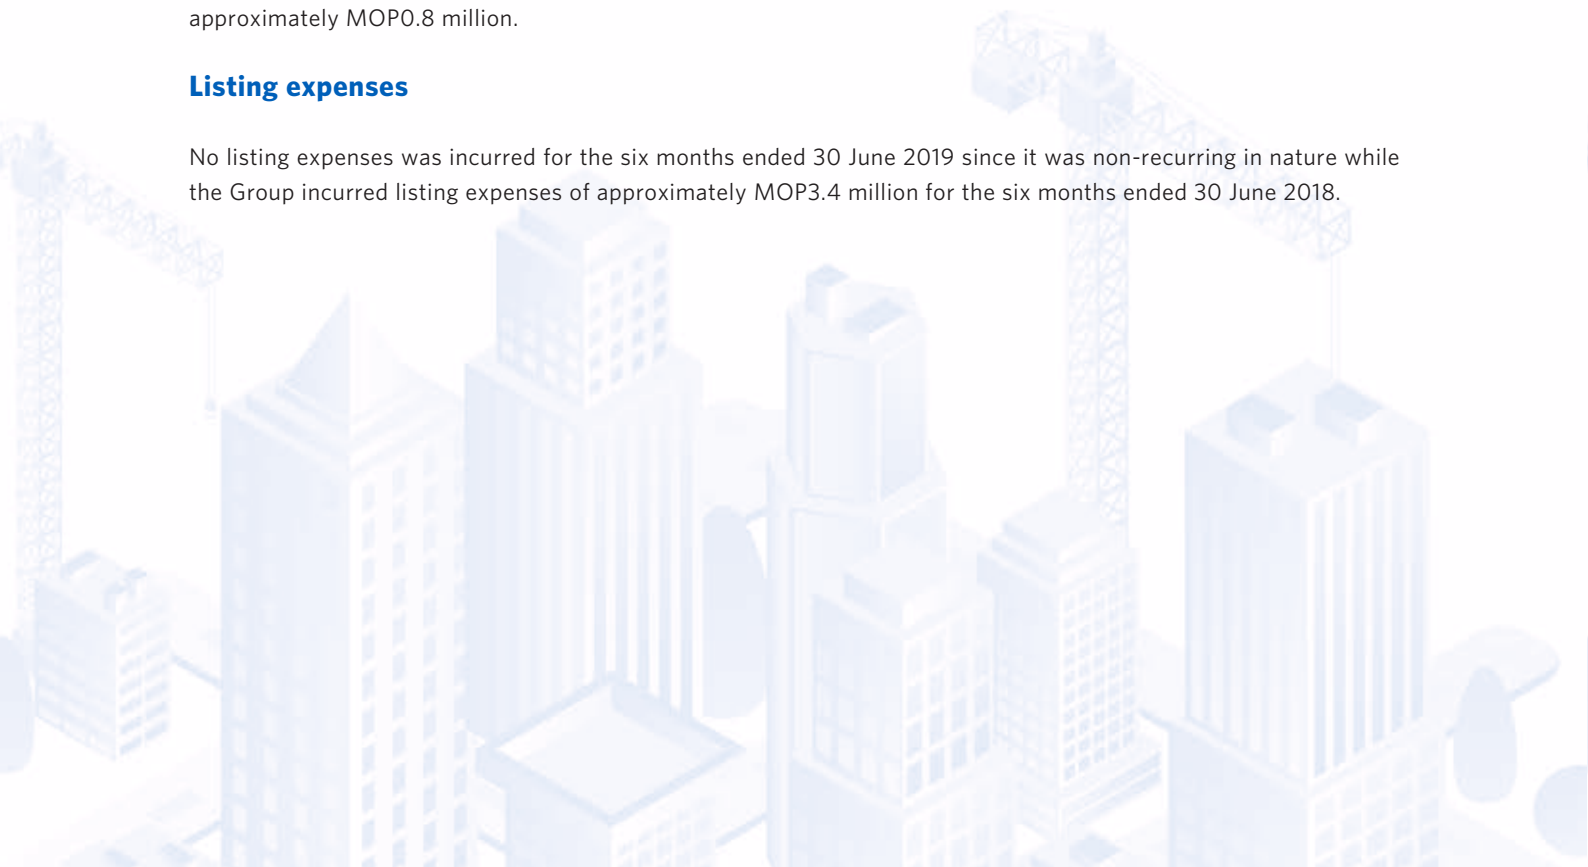 approximately MOP0.8 million.
Listing expenses
No listing expenses was incurred for the six months ended 30 June 2019 since it was non-recurring in nature while
the Group incurred listing expenses of approximately MOP3.4 million for the six months ended 30 June 2018.